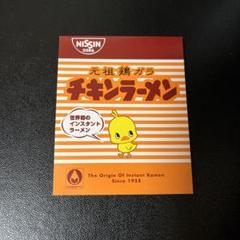 NISSIN
元祖鶏ガラ
チキンラーメン
世界初の
インスタント
ラーメン
The Origin Of Instant Ramen
Since 1958